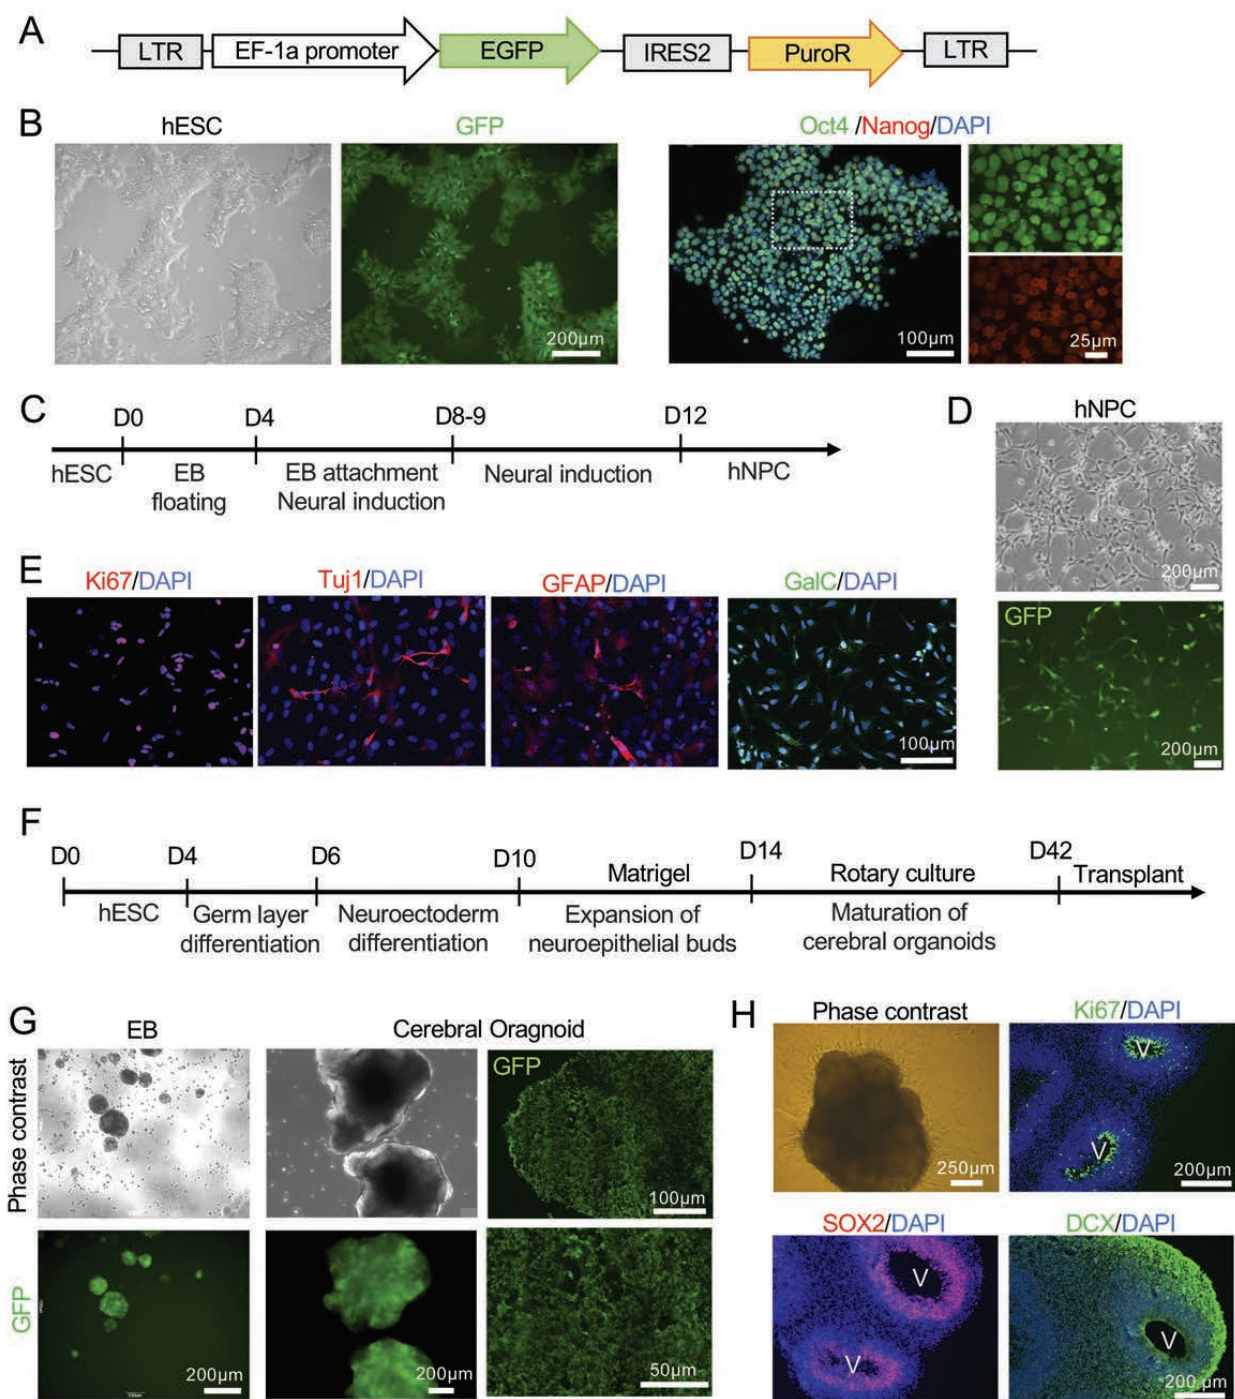 A
LTR
EF-1a promoter
EGFP
IRES2
PuroR
LTR
B
hESC
GFP
Oct4 /Nanog/DAPI
200µm
100µm
25µm
C
D0
D4
D8-9
D12
hESC
EB
floating
EB attachment
Neural induction
Neural induction
hNPC
D
hNPC
200µm
GFP
200µm
E
Ki67/DAPI
Tuj1/DAPI
GFAP/DAPI
GalC/DAPI
100µm
F
D0
D4
D6
D10
D14
D42
Matrigel
Rotary culture
Transplant
hESC
Germ layer
differentiation
Neuroectoderm
differentiation
Expansion of
neuroepithelial buds
Maturation of
cerebral organoids
G
EB
Cerebral Oragnoid
Phase contrast
GFP
100µm
GFP
200µm
200µm
50µm
H
Phase contrast
Ki67/DAPI
250µm
V
V
200µm
SOX2/DAPI
DCX/DAPI
V
V
V
200 µm